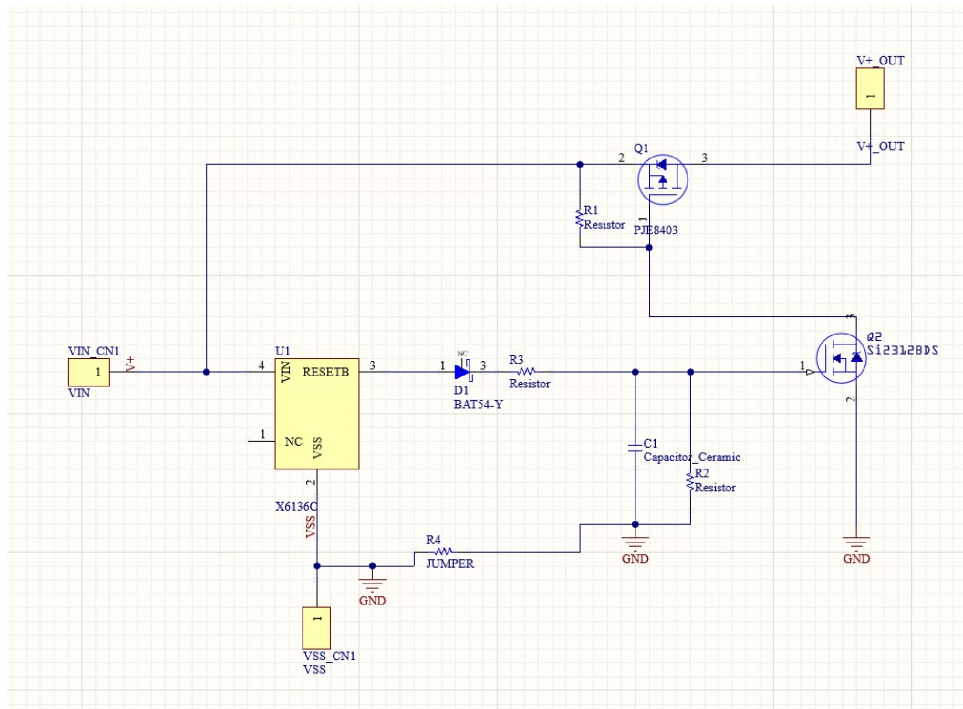 V+_OUT
1
V+_OUT
Q1
2
3
R1
Resistor
1
PJE8403
3
Q2
Si2312BDS
VIN_CN1
1
V+
VIN
U1
4
VIN
RESETB
3
1
NC
3
D1
BAT54-Y
R3
Resistor
1
2
1
NC
VSS
2
X6136C
VSS
C1
Capacitor_Ceramic
R2
Resistor
R4
JUMPER
GND
GND
GND
1
VSS_CN1
VSS